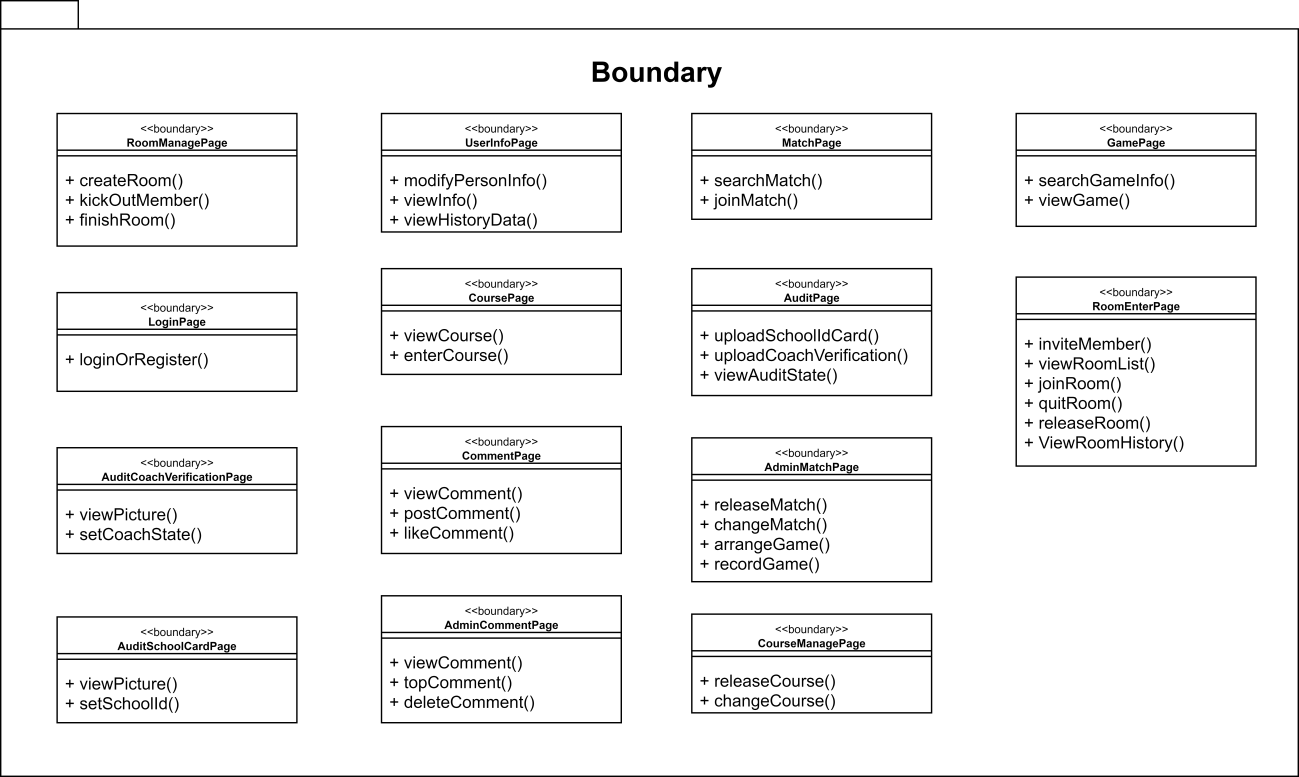 Boundary
<<boundary>>
RoomManagePage
+ createRoom()
+ kickOutMember()
+ finishRoom()
<<boundary>>
UserInfoPage
+ modifyPersonInfo()
+ viewInfo()
+ viewHistoryData()
<<boundary>>
MatchPage
+ searchMatch()
+ joinMatch()
<<boundary>>
GamePage
+ searchGameInfo()
+ viewGame()
<<boundary>>
LoginPage
+ loginOrRegister()
<<boundary>>
CoursePage
+ viewCourse()
+ enterCourse()
<<boundary>>
AuditPage
+ uploadSchoolIdCard()
+ uploadCoachVerification()
+ viewAuditState()
<<boundary>>
RoomEnterPage
+ inviteMember()
+ viewRoomList()
+ joinRoom()
+ quitRoom()
+ releaseRoom()
+ ViewRoomHistory()
<<boundary>>
AuditCoachVerificationPage
+ viewPicture()
+ setCoachState()
<<boundary>>
CommentPage
+ viewComment()
+ postComment()
+ likeComment()
<<boundary>>
AdminMatchPage
+ releaseMatch()
+ changeMatch()
+ arrangeGame()
+ recordGame()
<<boundary>>
AuditSchoolCardPage
+ viewPicture()
+ setSchoolId()
<<boundary>>
AdminCommentPage
+ viewComment()
+ topComment()
+ deleteComment()
<<boundary>>
CourseManagePage
+ releaseCourse()
+ changeCourse()